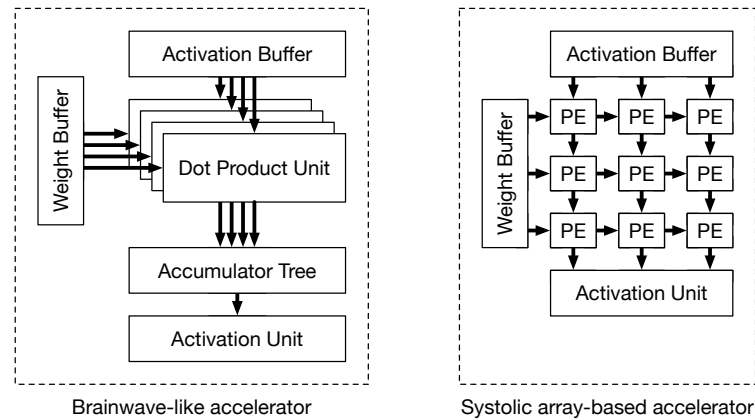 Activation Buffer
Weight Buffer
Dot Product Unit
Accumulator Tree
Activation Unit
Brainwave-like accelerator
Activation Buffer
Weight Buffer
PE PE PE
PE PE PE
PE PE PE
Activation Unit
Systolic array-based accelerator